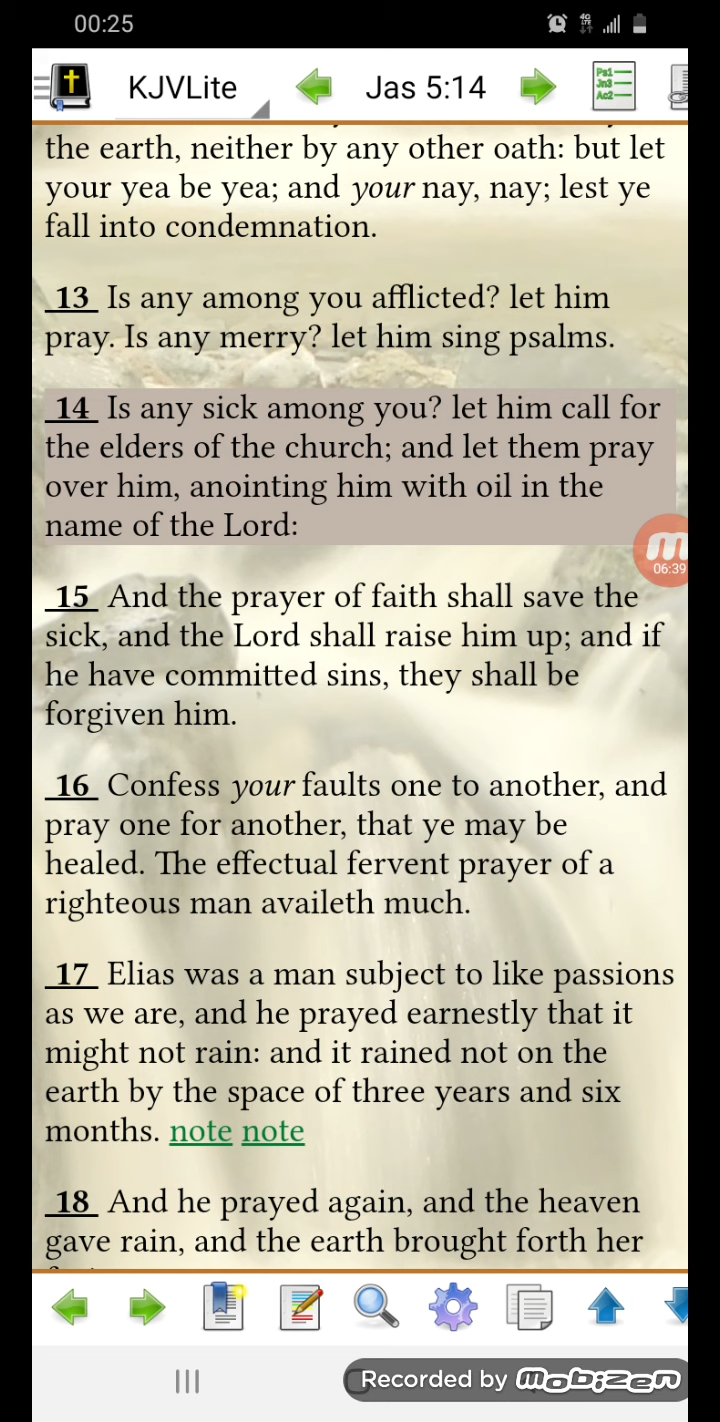 00:25
4G
LTE
KJVLite
Jas 5:14
Ps1
Jn3
Ac2
the earth, neither by any other oath: but let
your yea be yea; and your nay, nay; lest ye
fall into condemnation.
13 Is any among you afflicted? let him
pray. Is any merry? let him sing psalms.
14 Is any sick among you? let him call for
the elders of the church; and let them pray
over him, anointing him with oil in the
name of the Lord:
06:39
15 And the prayer of faith shall save the
sick, and the Lord shall raise him up; and if
he have committed sins, they shall be
forgiven him.
16 Confess your faults one to another, and
pray one for another, that ye may be
healed. The effectual fervent prayer of a
righteous man availeth much.
17 Elias was a man subject to like passions
as we are, and he prayed earnestly that it
might not rain: and it rained not on the
earth by the space of three years and six
months. note note
18 And he prayed again, and the heaven
gave rain, and the earth brought forth her
Recorded by mobizen